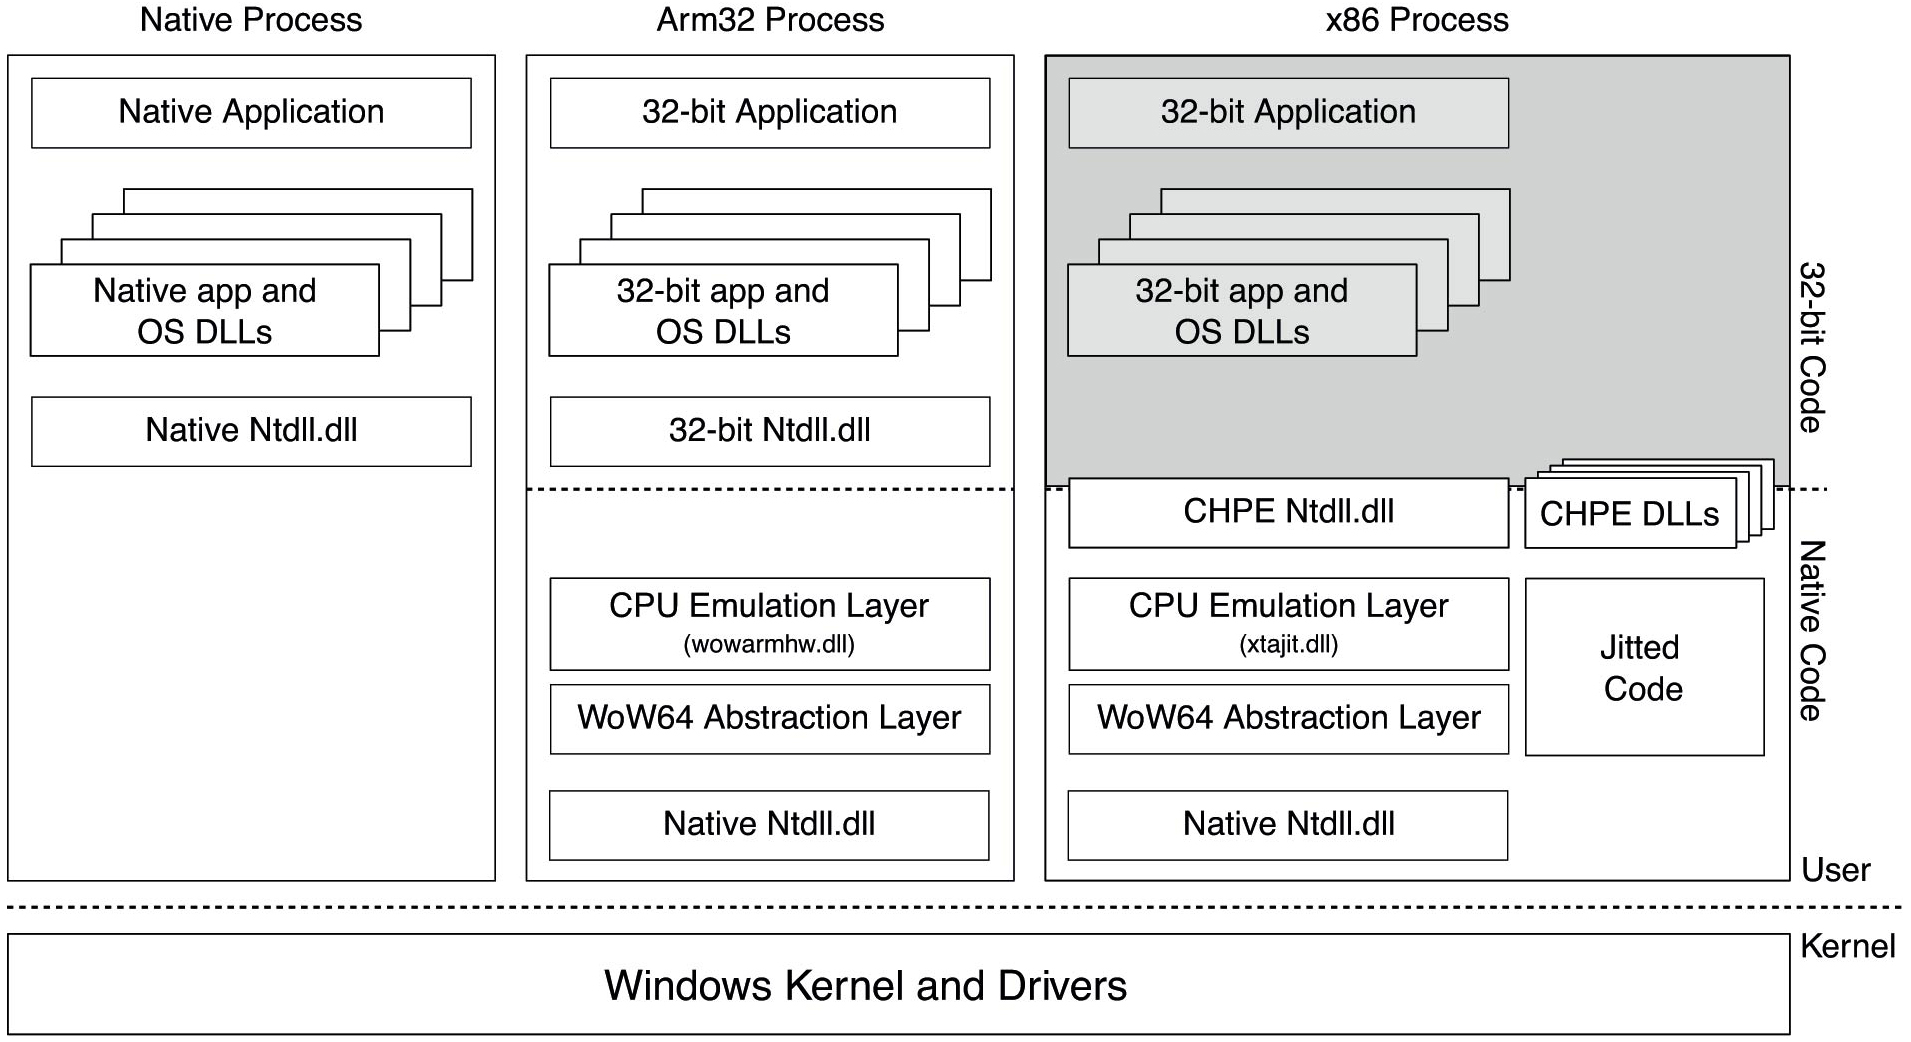 Native Process
Arm32 Process
x86 Process
Native Application
32-bit Application
32-bit Application
Native app and
OS DLLs
32-bit app and
OS DLLs
32-bit app and
OS DLLs
32-bit Code
Native Ntdll.dll
32-bit Ntdll.dll
CHPE Ntdll.dll
CHPE DLLs
Native Code
CPU Emulation Layer
(wowarmhw.dll)
CPU Emulation Layer
(xtajit.dll)
Jitted
Code
WoW64 Abstraction Layer
WoW64 Abstraction Layer
Native Ntdll.dll
Native Ntdll.dll
User
Kernel
Windows Kernel and Drivers